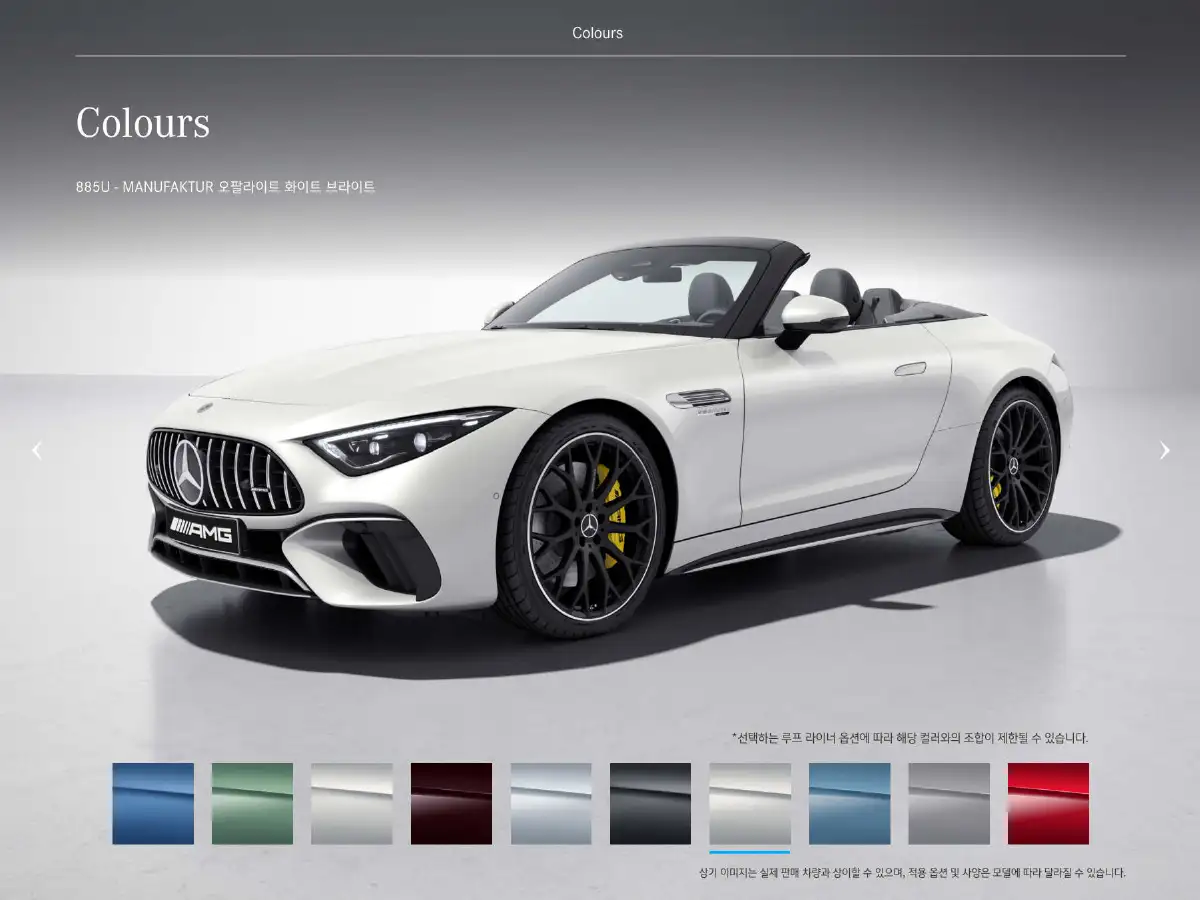 Colours
Colours
885U - MANUFAKTUR 오팔라이트 화이트 브라이트
AMG
*선택하는 루프 라이너 옵션에 따라 해당 컬러와의 조합이 제한될 수 있습니다.
상기 이미지는 실제 판매 차량과 상이할 수 있으며, 적용 옵션 및 사양은 모델에 따라 달라질 수 있습니다.